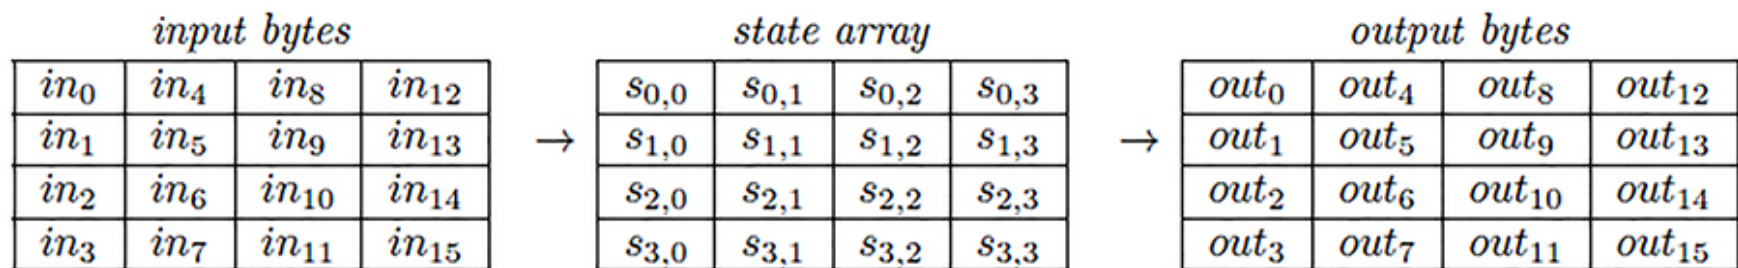 input bytes state array output bytes
in₀ in₄ in₈ in₁₂ s₀,₀ s₀,₁ s₀,₂ s₀,₃ out₀ out₄ out₈ out₁₂
in₁ in₅ in₉ in₁₃ → s₁,₀ s₁,₁ s₁,₂ s₁,₃ → out₁ out₅ out₉ out₁₃
in₂ in₆ in₁₀ in₁₄ s₂,₀ s₂,₁ s₂,₂ s₂,₃ out₂ out₆ out₁₀ out₁₄
in₃ in₇ in₁₁ in₁₅ s₃,₀ s₃,₁ s₃,₂ s₃,₃ out₃ out₇ out₁₁ out₁₅